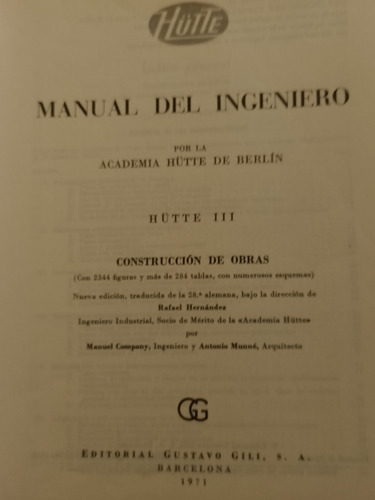 HÜTTE
MANUAL DEL INGENIERO
POR LA
ACADEMIA HÜTTE DE BERLÍN
HÜTTE III
CONSTRUCCIÓN DE OBRAS
(Con 2544 figuras y más de 284 tablas, con numerosos esquemas)
Nueva edición, traducida de la 28.ª alemana, bajo la dirección de
Rafael Hernández
Ingeniero Industrial, Socio de Mérito de la «Academia Hütte»
por
Manuel Company, Ingeniero y Antonio Munné, Arquitecto
GG
EDITORIAL GUSTAVO GILI, S. A.
BARCELONA
1971